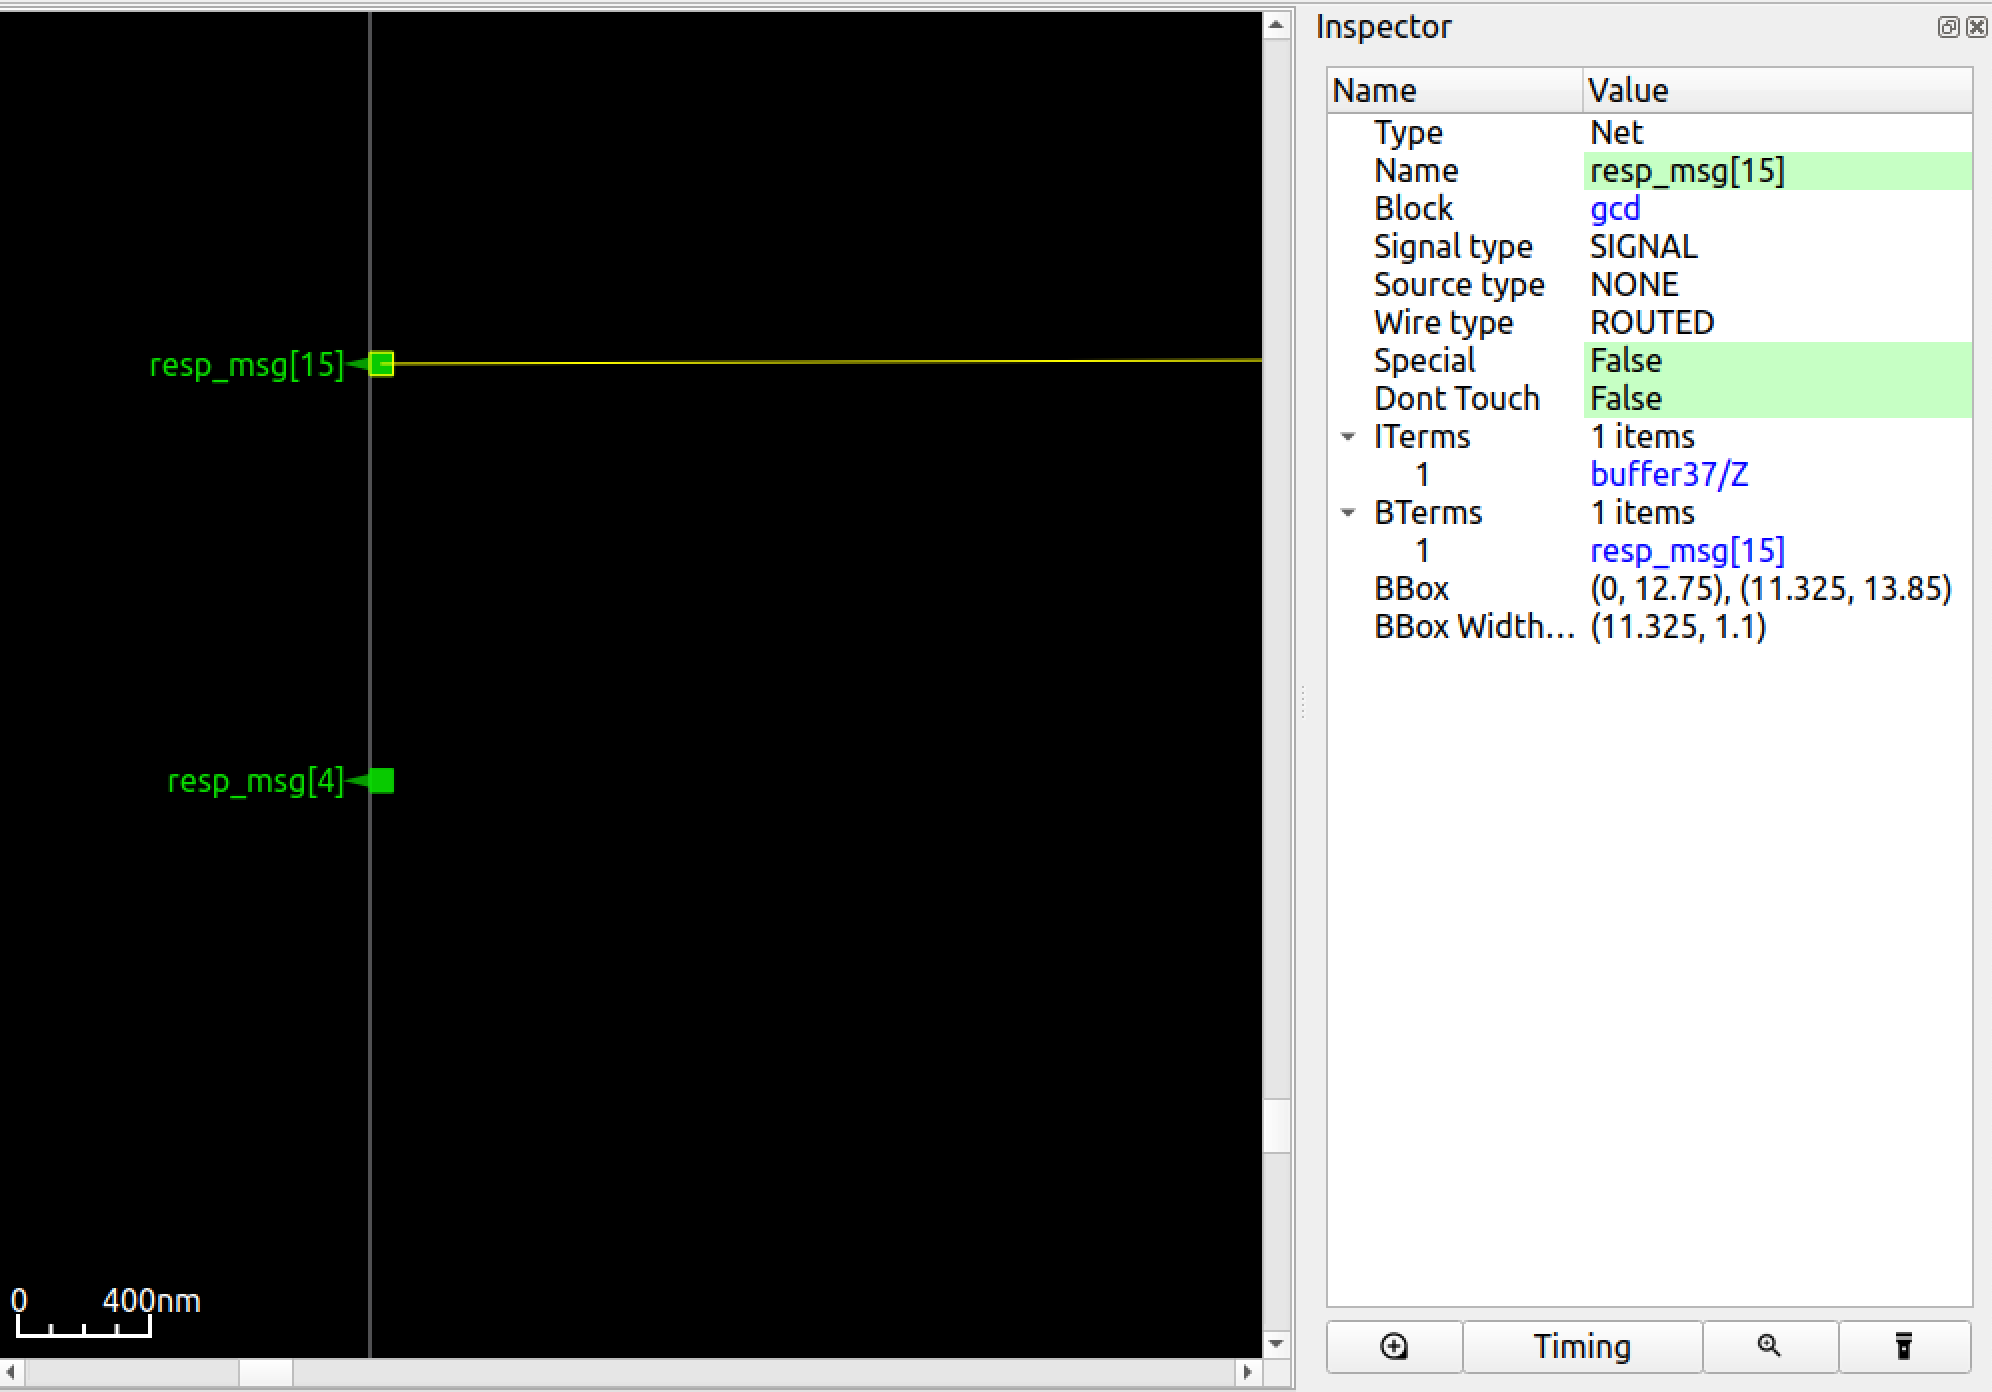 Inspector
Name Value
Type Net
Name resp_msg[15]
Block gcd
Signal type SIGNAL
Source type NONE
Wire type ROUTED
Special False
Dont Touch False
ITerms 1 items
1 buffer37/Z
BTerms 1 items
1 resp_msg[15]
BBox (0, 12.75), (11.325, 13.85)
BBox Width... (11.325, 1.1)
Timing
resp_msg[15]
resp_msg[4]
0 400nm